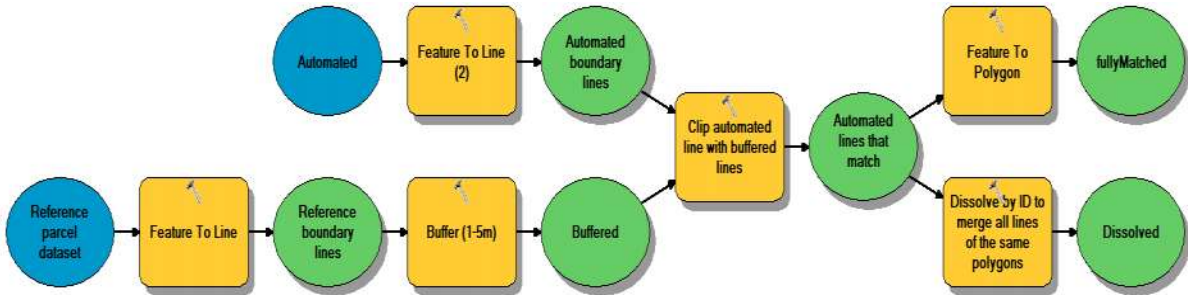 Automated
Feature To Line
(2)
Automated
boundary
lines
Feature To
Polygon
fullyMatched
Clip automated
line with buffered
lines
Automated
lines that
match
Reference
parcel
dataset
Feature To Line
Reference
boundary
lines
Buffer (1-5m)
Buffered
Dissolve by ID to
merge all lines
of the same
polygons
Dissolved